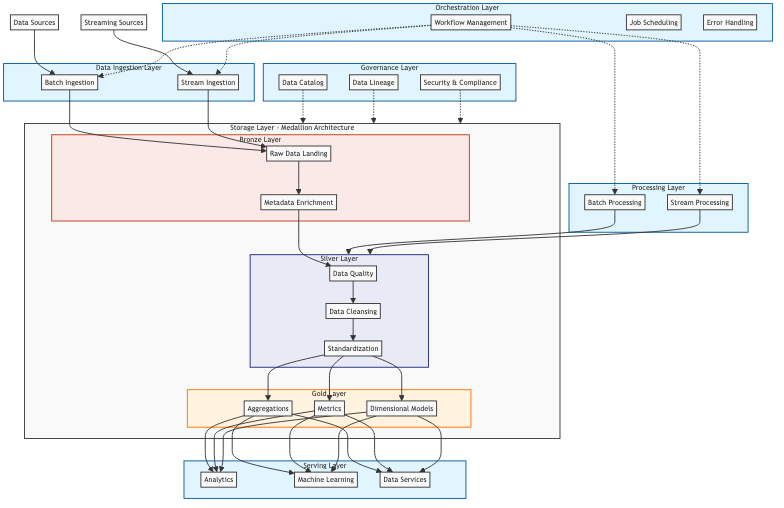 Orchestration Layer
Data Sources
Streaming Sources
Workflow Management
Job Scheduling
Error Handling
Data Ingestion Layer
Governance Layer
Batch Ingestion
Stream Ingestion
Data Catalog
Data Lineage
Security & Compliance
Storage Layer - Medallion Architecture
Bronze Layer
Raw Data Landing
Metadata Enrichment
Processing Layer
Batch Processing
Stream Processing
Silver Layer
Data Quality
Data Cleansing
Standardization
Gold Layer
Aggregations
Metrics
Dimensional Models
Serving Layer
Analytics
Machine Learning
Data Services